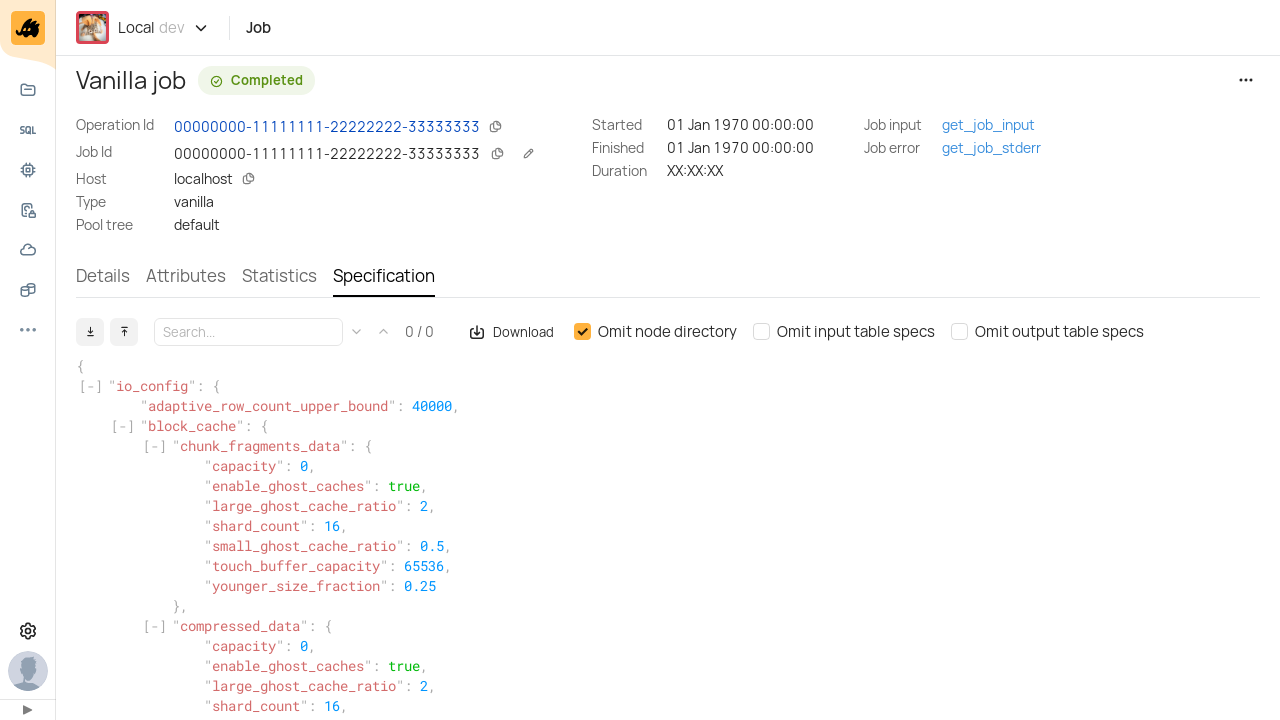 Local dev Job
Vanilla job Completed
Operation Id 00000000-11111111-22222222-33333333
Job Id 00000000-11111111-22222222-33333333
Host localhost
Type vanilla
Pool tree default
Started 01 Jan 1970 00:00:00
Finished 01 Jan 1970 00:00:00
Duration XX:XX:XX
Job input get_job_input
Job error get_job_stderr
SQL
Details Attributes Statistics Specification
Search... 0 / 0 Download Omit node directory Omit input table specs Omit output table specs
{
[-] "io_config": {
"adaptive_row_count_upper_bound": 40000,
[-] "block_cache": {
[-] "chunk_fragments_data": {
"capacity": 0,
"enable_ghost_caches": true,
"large_ghost_cache_ratio": 2,
"shard_count": 16,
"small_ghost_cache_ratio": 0.5,
"touch_buffer_capacity": 65536,
"younger_size_fraction": 0.25
},
[-] "compressed_data": {
"capacity": 0,
"enable_ghost_caches": true,
"large_ghost_cache_ratio": 2,
"shard_count": 16,